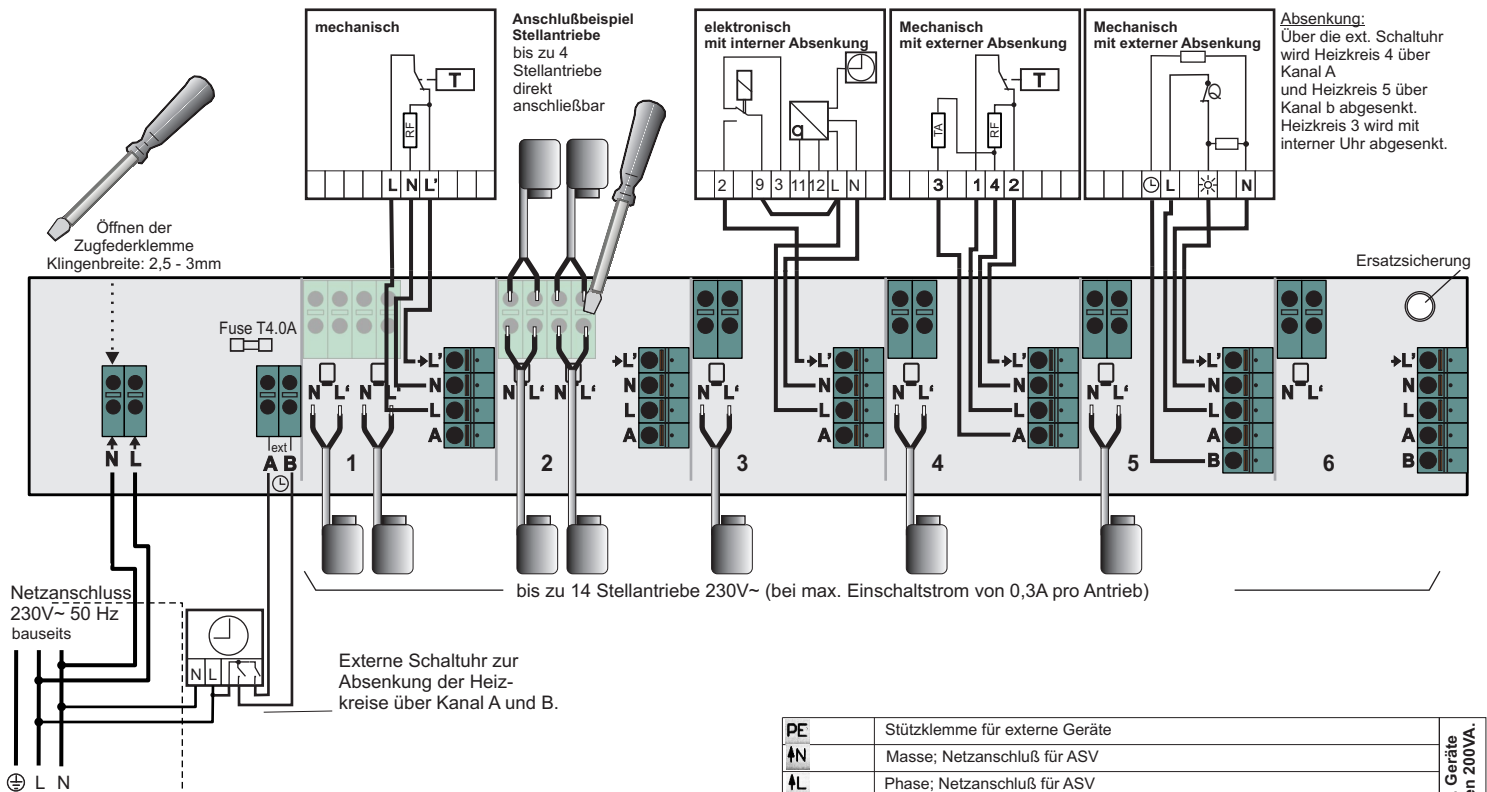 mechanisch
T
RF
L N L'
Anschlußbeispiel
Stellantriebe
bis zu 4
Stellantriebe
direkt
anschließbar
elektronisch
mit interner Absenkung
q
2 9 3 11 12 L N
Mechanisch
mit externer Absenkung
T
TA
RF
3 1 4 2
Mechanisch
mit externer Absenkung
L N
Absenkung:
Über die ext. Schaltuhr
wird Heizkreis 4 über
Kanal A
und Heizkreis 5 über
Kanal b abgesenkt.
Heizkreis 3 wird mit
interner Uhr abgesenkt.
Öffnen der
Zugfederklemme
Klingenbreite: 2,5 - 3mm
Ersatzsicherung
Fuse T4.0A
N L
ext
A B
N L‘ N L‘
1
L'
N
L
A
N L‘ N L‘
2
L'
N
L
A
N L‘
3
L'
N
L
A
N L‘
4
L'
N
L
A
N L‘
5
L'
N
L
A
B
N L‘
6
L'
N
L
A
B
bis zu 14 Stellantriebe 230V~ (bei max. Einschaltstrom von 0,3A pro Antrieb)
Netzanschluss
230V~ 50 Hz
bauseits
N L
Externe Schaltuhr zur
Absenkung der Heiz-
kreise über Kanal A und B.
L N
PE Stützklemme für externe Geräte
N Masse; Netzanschluß für ASV
L Phase; Netzanschluß für ASV
Geräte
200VA.